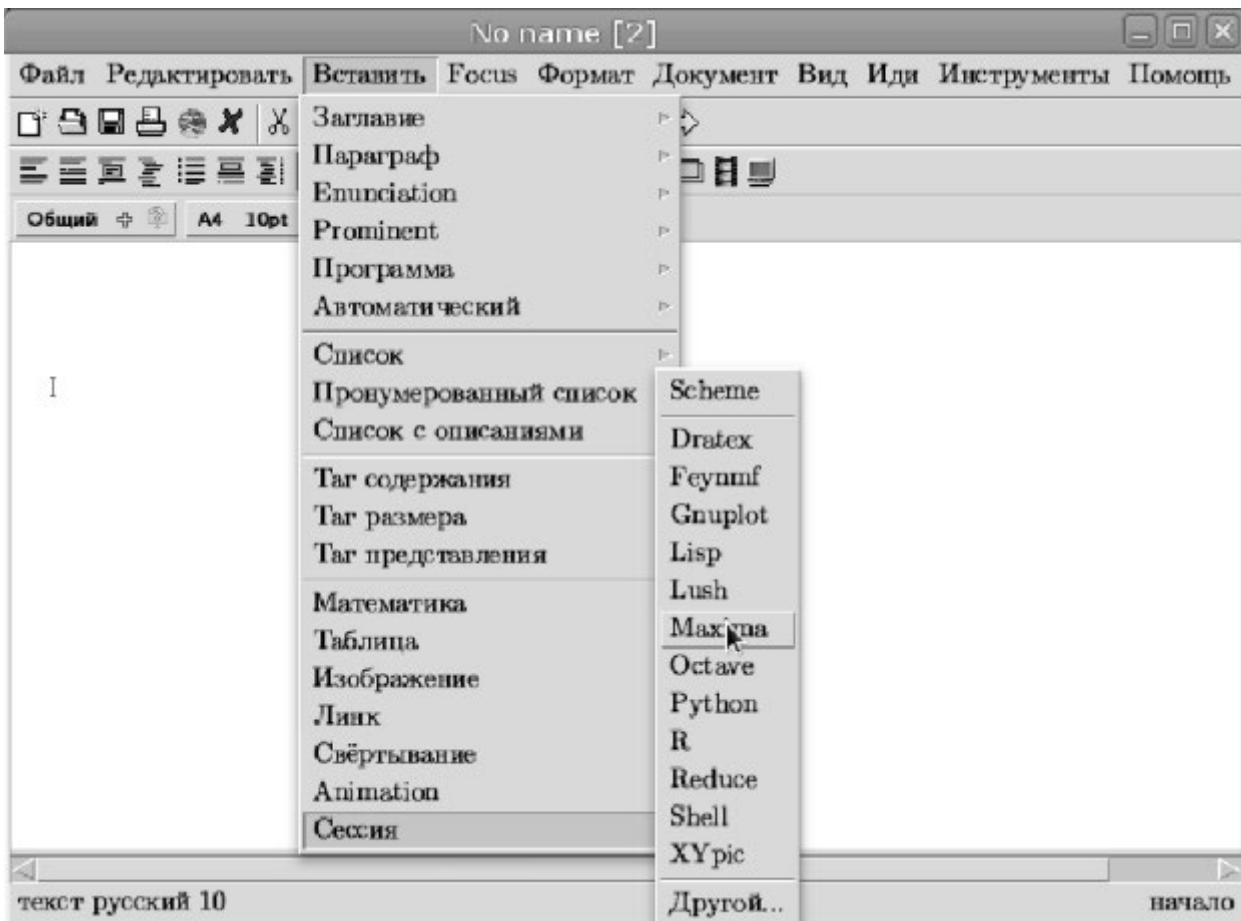 No name [2]
Файл Редактировать Вставить Focus Формат Документ Вид Иди Инструменты Помощь
Общий A4 10pt
Заглавие
Параграф
Enunciation
Prominent
Программа
Автоматический
Список
Пронумерованный список
Список с описаниями
Таг содержания
Таг размера
Таг представления
Математика
Таблица
Изображение
Линк
Свёртывание
Animation
Сессия
Scheme
Dratex
Feynmf
Gnuplot
Lisp
Lush
Maxima
Octave
Python
R
Reduce
Shell
XYpic
Другой...
текст русский 10 начало